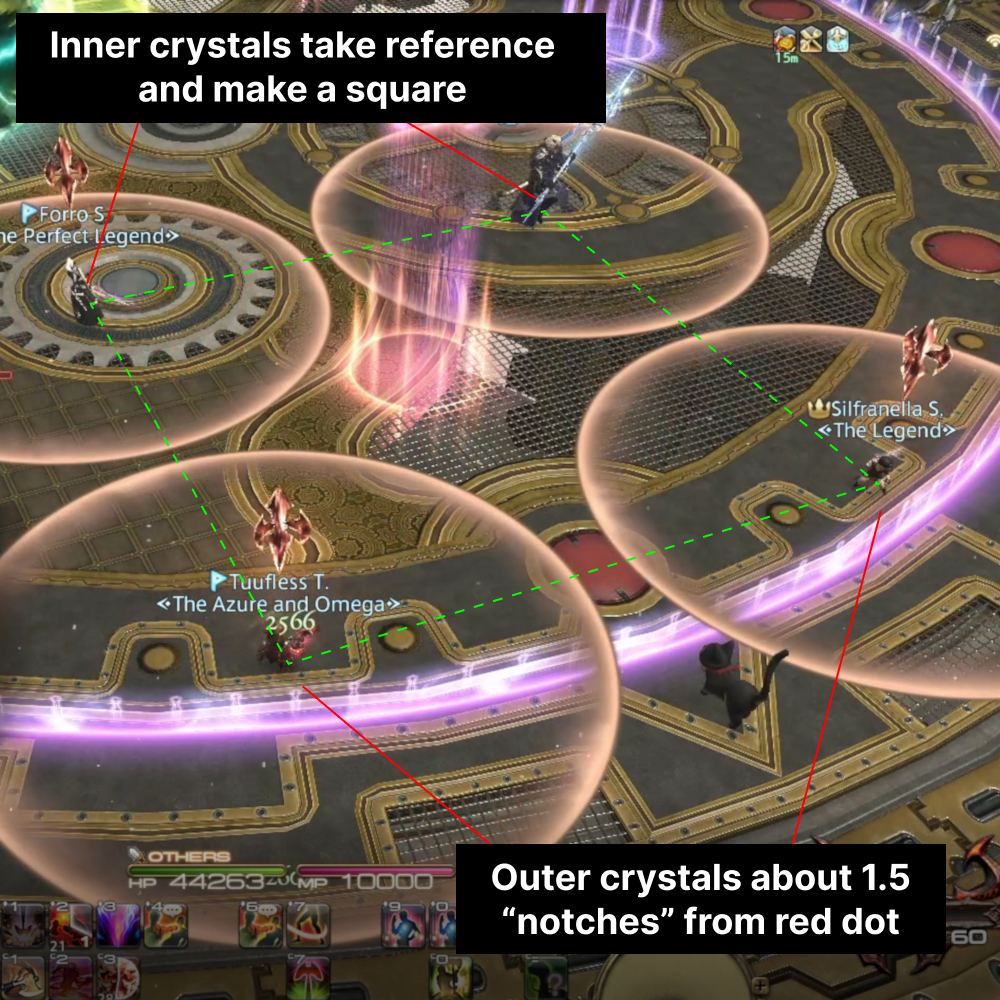 Inner crystals take reference
and make a square
15m
Forro S
he Perfect Legend»
Silfranella S.
«The Legend»
Tuufless T.
«The Azure and Omega»
2566
OTHERS
HP 44263 MP 10000
Outer crystals about 1.5
“notches” from red dot
60
21